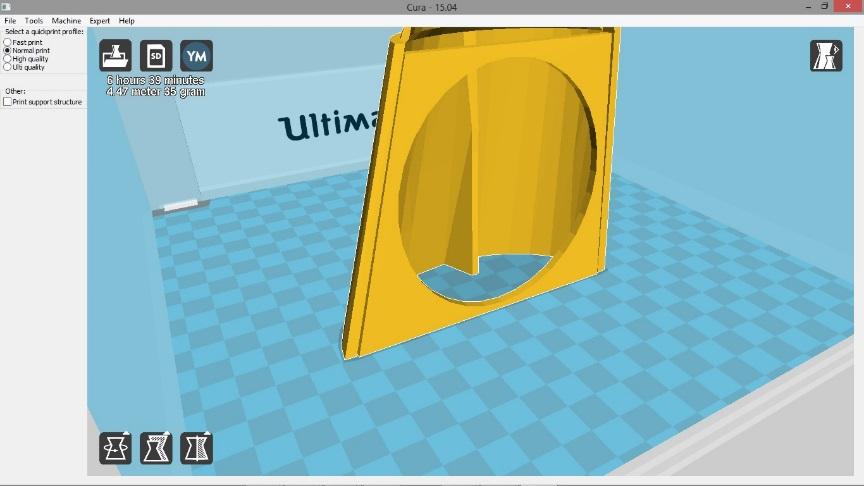 Cura - 15.04
File Tools Machine Expert Help
Select a quickprint profile:
Fast print
Normal print
High quality
Ulti quality
Other:
Print support structure
SD
YM
6 hours 39 minutes
4.47 meter 35 gram
Ultima